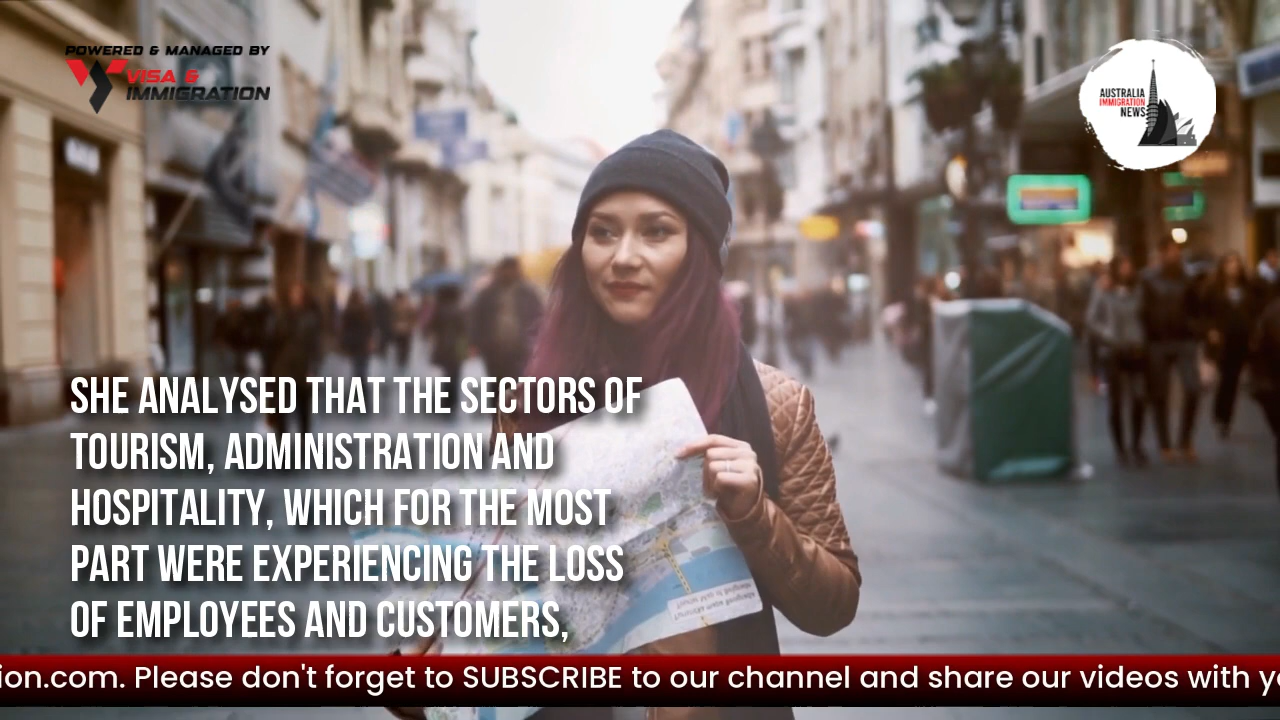 POWERED & MANAGED BY
VISA &
IMMIGRATION
AUSTRALIA
IMMIGRATION
NEWS
SHE ANALYSED THAT THE SECTORS OF
TOURISM, ADMINISTRATION AND
HOSPITALITY, WHICH FOR THE MOST
PART WERE EXPERIENCING THE LOSS
OF EMPLOYEES AND CUSTOMERS,
ion.com. Please don't forget to SUBSCRIBE to our channel and share our videos with yo